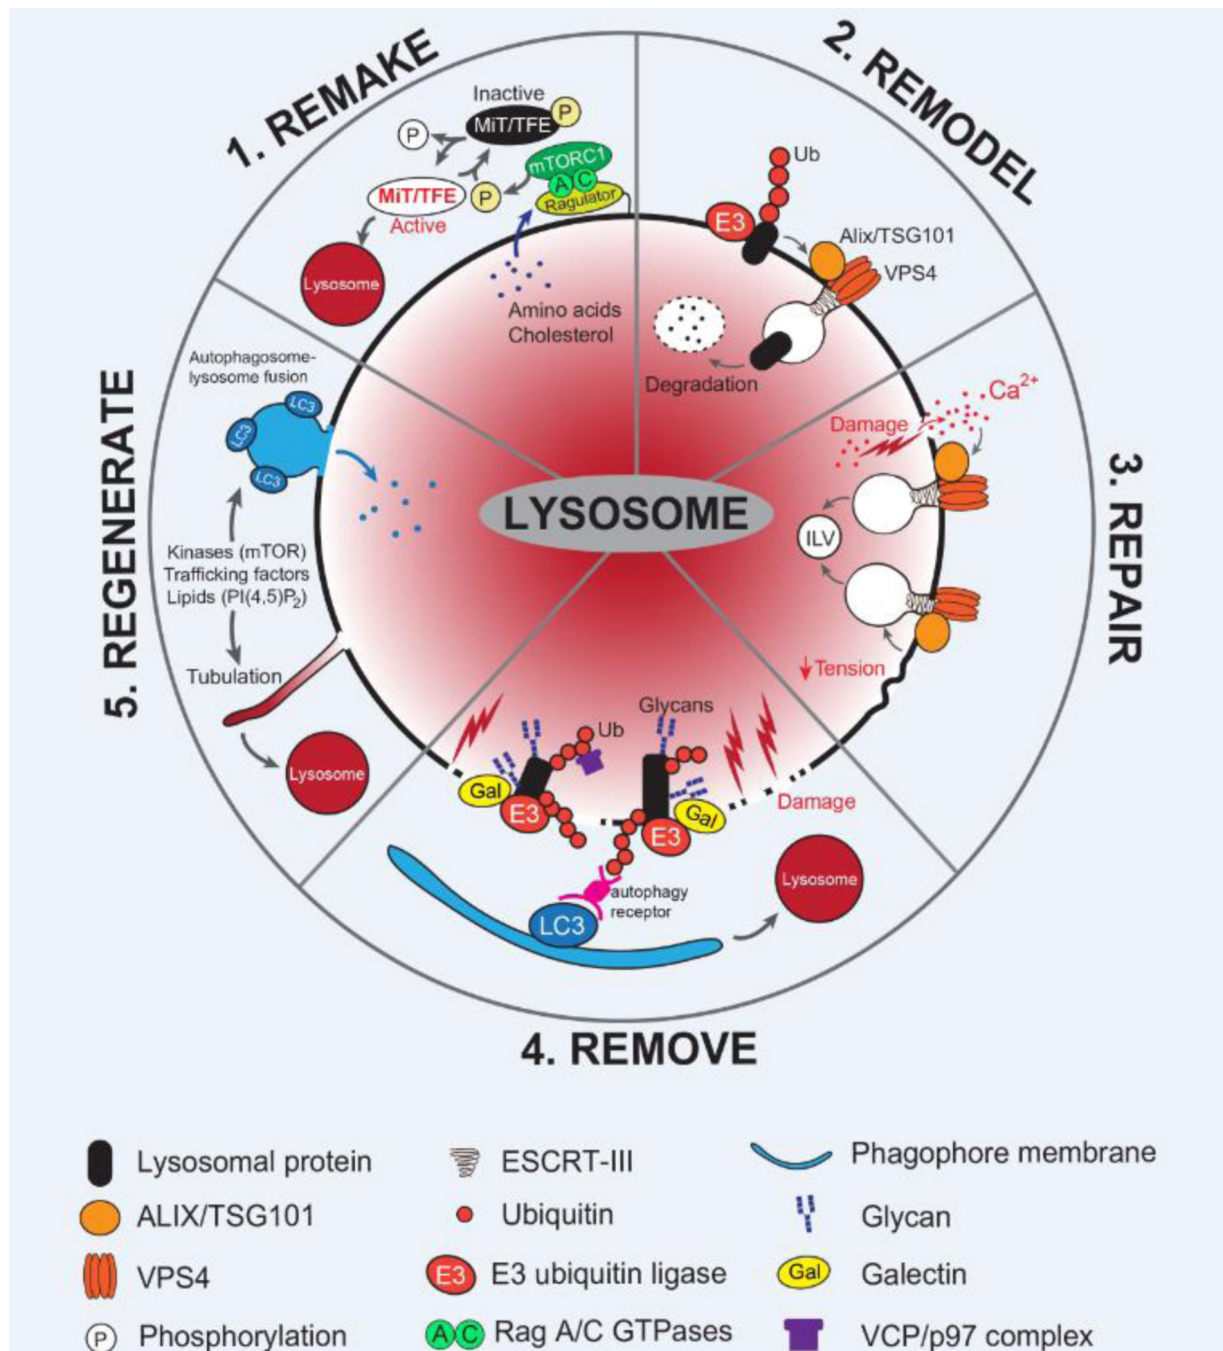 1. REMAKE
Inactive
MiT/TFE
P
P
MiT/TFE
P
Active
mTORC1
A C
Ragulator
Lysosome
Amino acids
Cholesterol
2. REMODEL
Ub
E3
Alix/TSG101
VPS4
Degradation
3. REPAIR
Ca2+
Damage
ILV
Tension
LYSOSOME
5. REGENERATE
Autophagosome-
lysosome fusion
LC3
LC3
LC3
Kinases (mTOR)
Trafficking factors
Lipids (PI(4,5)P2)
Tubulation
Lysosome
4. REMOVE
Glycans
Ub
Gal
E3
Gal
E3
Damage
autophagy
receptor
LC3
Lysosome
Lysosomal protein
ESCRT-III
Phagophore membrane
ALIX/TSG101
Ubiquitin
Glycan
VPS4
E3
E3 ubiquitin ligase
Gal
Galectin
P
Phosphorylation
A C
Rag A/C GTPases
VCP/p97 complex